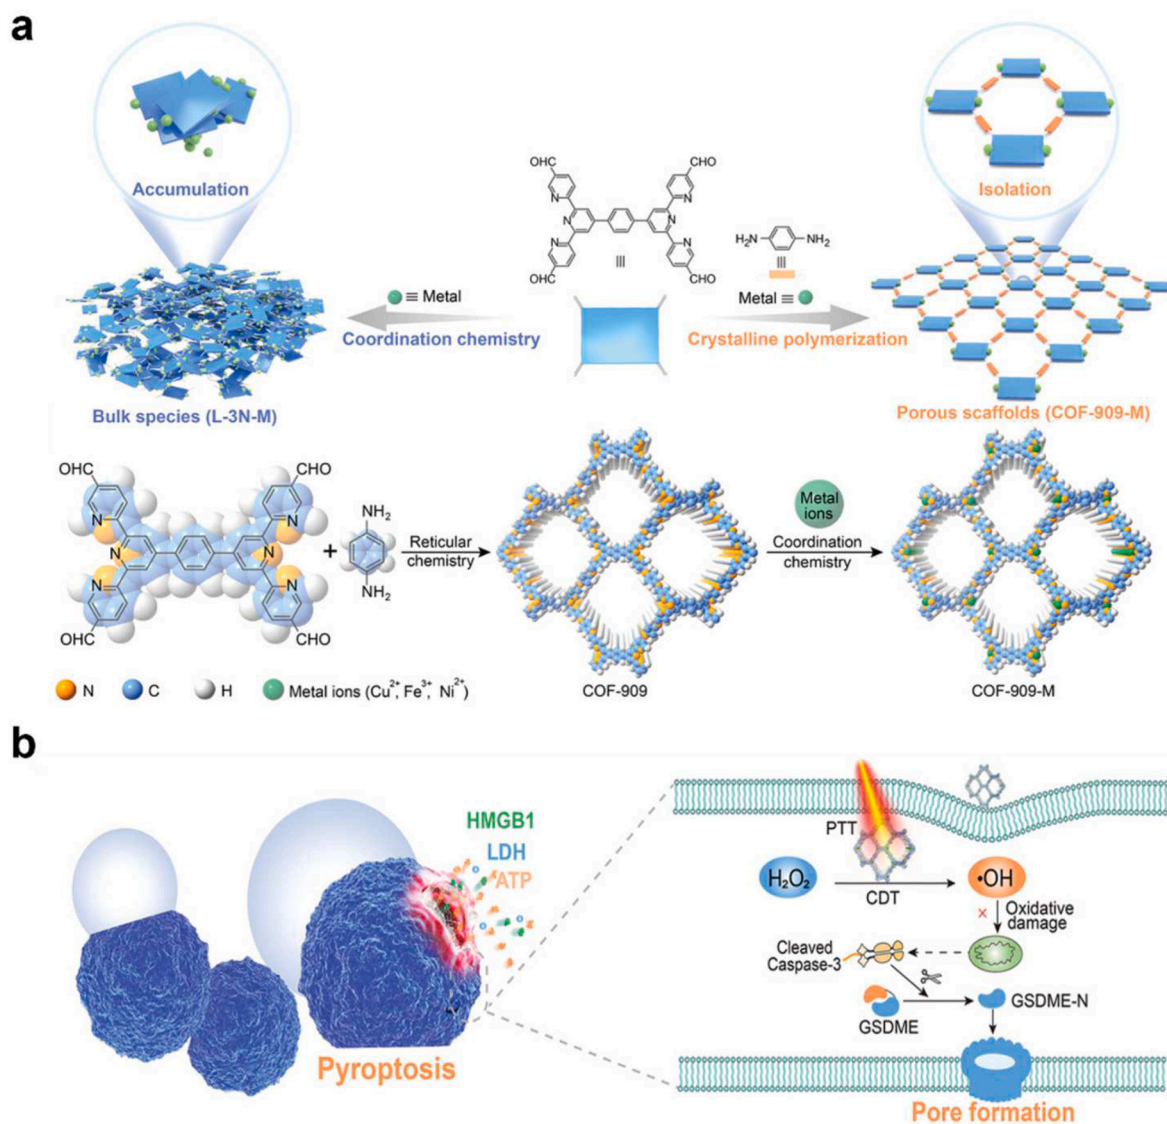 a
Accumulation
Isolation
OHC
CHO
N
N
N
N
N
N
OHC
CHO
H₂N
NH₂
≡ Metal
Metal ≡
Coordination chemistry
Crystalline polymerization
Bulk species (L-3N-M)
Porous scaffolds (COF-909-M)
OHC
CHO
N
N
N
N
N
N
OHC
CHO
+
NH₂
NH₂
Reticular
chemistry
Metal
ions
Coordination
chemistry
N
C
H
Metal ions (Cu²⁺, Fe³⁺, Ni²⁺)
COF-909
COF-909-M
b
HMGB1
LDH
ATP
Pyroptosis
PTT
H₂O₂
CDT
•OH
×
Oxidative
damage
Cleaved
Caspase-3
GSDME
GSDME-N
Pore formation